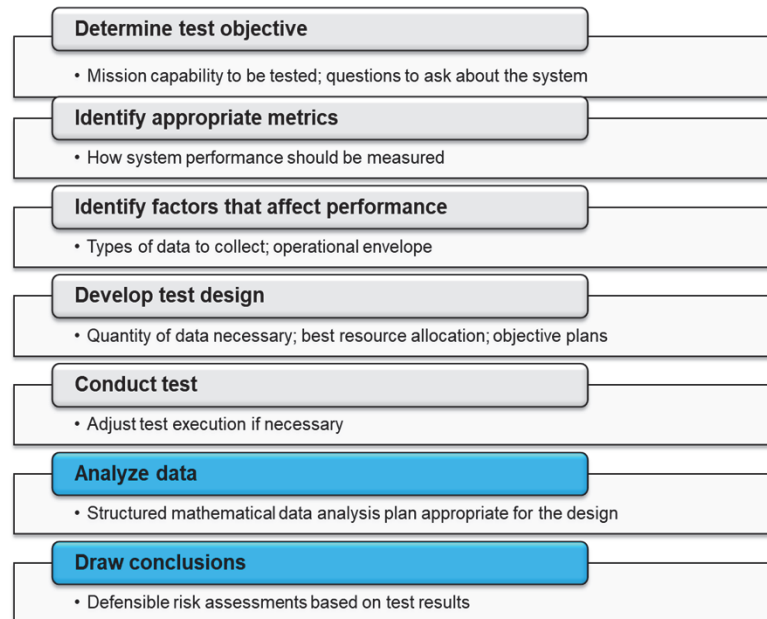 Determine test objective
• Mission capability to be tested; questions to ask about the system
Identify appropriate metrics
• How system performance should be measured
Identify factors that affect performance
• Types of data to collect; operational envelope
Develop test design
• Quantity of data necessary; best resource allocation; objective plans
Conduct test
• Adjust test execution if necessary
Analyze data
• Structured mathematical data analysis plan appropriate for the design
Draw conclusions
• Defensible risk assessments based on test results